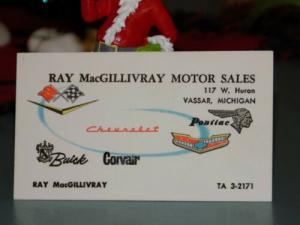 RAY MacGILLIVRAY MOTOR SALES
117 W. Huron
VASSAR, MICHIGAN
Chevrolet
Pontiac
Buick
Corvair
RAY MacGILLIVRAY
TA 3-2171